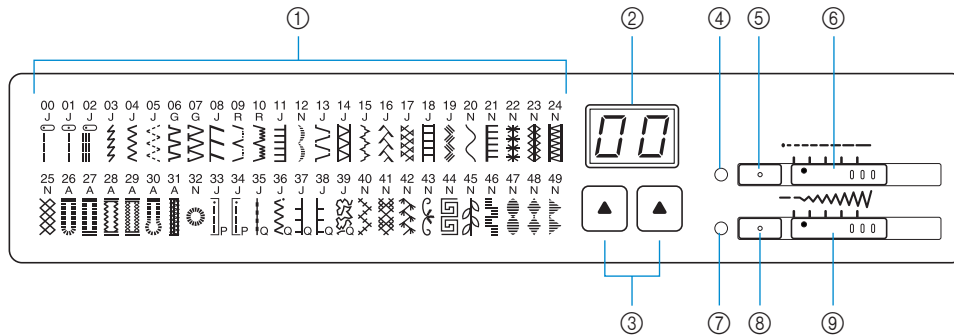 ① ② ④ ⑤ ⑥
00 01 02 03 04 05 06 07 08 09 10 11 12 13 14 15 16 17 18 19 20 21 22 23 24
J J J J J J G G J R R J N J J J J J J J N N N N N
00
25 26 27 28 29 30 31 32 33 34 35 36 37 38 39 40 41 42 43 44 45 46 47 48 49
N A A A A A A N J J J J J J J N N N N N N N N N N
P P Q Q Q Q Q
③ ⑦ ⑧ ⑨